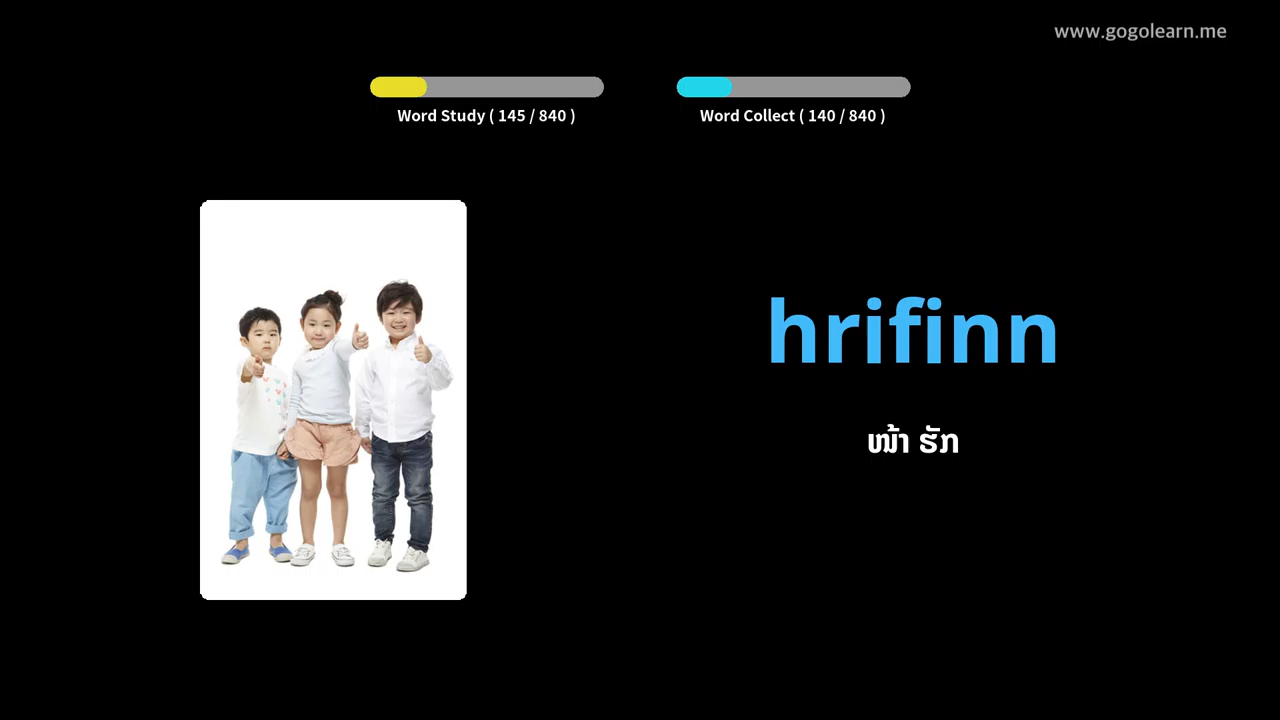 www.gogolearn.me
Word Study ( 145 / 840 )
Word Collect ( 140 / 840 )
hrifinn
ໜ້າ ຮັກ